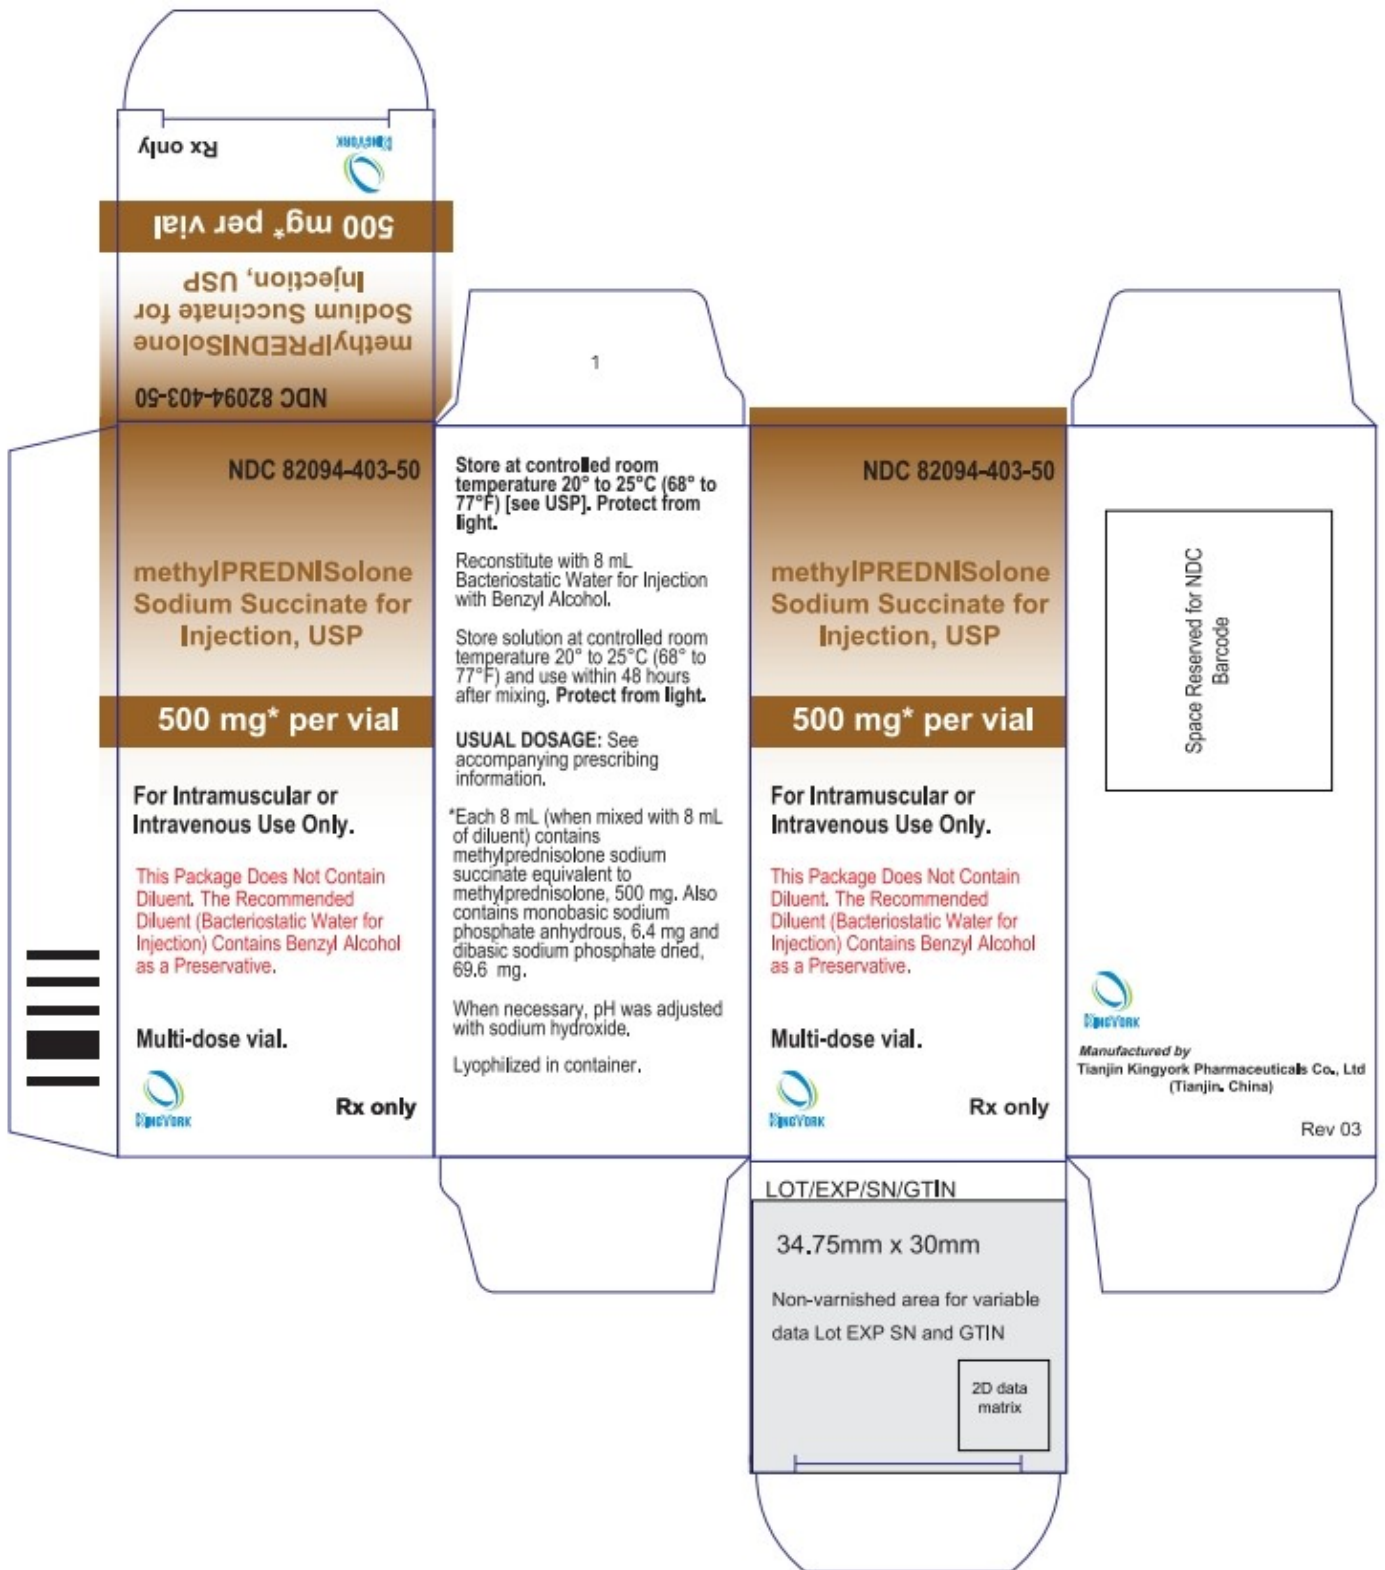 Rx only
KINGYORK
500 mg* per vial
methylPREDNISolone
Sodium Succinate for
Injection, USP
NDC 82094-403-50
NDC 82094-403-50
methylPREDNISolone
Sodium Succinate for
Injection, USP
500 mg* per vial
For Intramuscular or
Intravenous Use Only.
This Package Does Not Contain
Diluent. The Recommended
Diluent (Bacteriostatic Water for
Injection) Contains Benzyl Alcohol
as a Preservative.
Multi-dose vial.
KINGYORK
Rx only
1
Store at controlled room
temperature 20° to 25°C (68° to
77°F) [see USP]. Protect from
light.
Reconstitute with 8 mL
Bacteriostatic Water for Injection
with Benzyl Alcohol.
Store solution at controlled room
temperature 20° to 25°C (68° to
77°F) and use within 48 hours
after mixing. Protect from light.
USUAL DOSAGE: See
accompanying prescribing
information.
*Each 8 mL (when mixed with 8 mL
of diluent) contains
methylprednisolone sodium
succinate equivalent to
methylprednisolone, 500 mg. Also
contains monobasic sodium
phosphate anhydrous, 6.4 mg and
dibasic sodium phosphate dried,
69.6 mg.
When necessary, pH was adjusted
with sodium hydroxide.
Lyophilized in container.
NDC 82094-403-50
methylPREDNISolone
Sodium Succinate for
Injection, USP
500 mg* per vial
For Intramuscular or
Intravenous Use Only.
This Package Does Not Contain
Diluent. The Recommended
Diluent (Bacteriostatic Water for
Injection) Contains Benzyl Alcohol
as a Preservative.
Multi-dose vial.
KINGYORK
Rx only
LOT/EXP/SN/GTIN
34.75mm x 30mm
Non-varnished area for variable
data Lot EXP SN and GTIN
2D data
matrix
Space Reserved for NDC
Barcode
KINGYORK
Manufactured by
Tianjin Kingyork Pharmaceuticals Co., Ltd
(Tianjin. China)
Rev 03